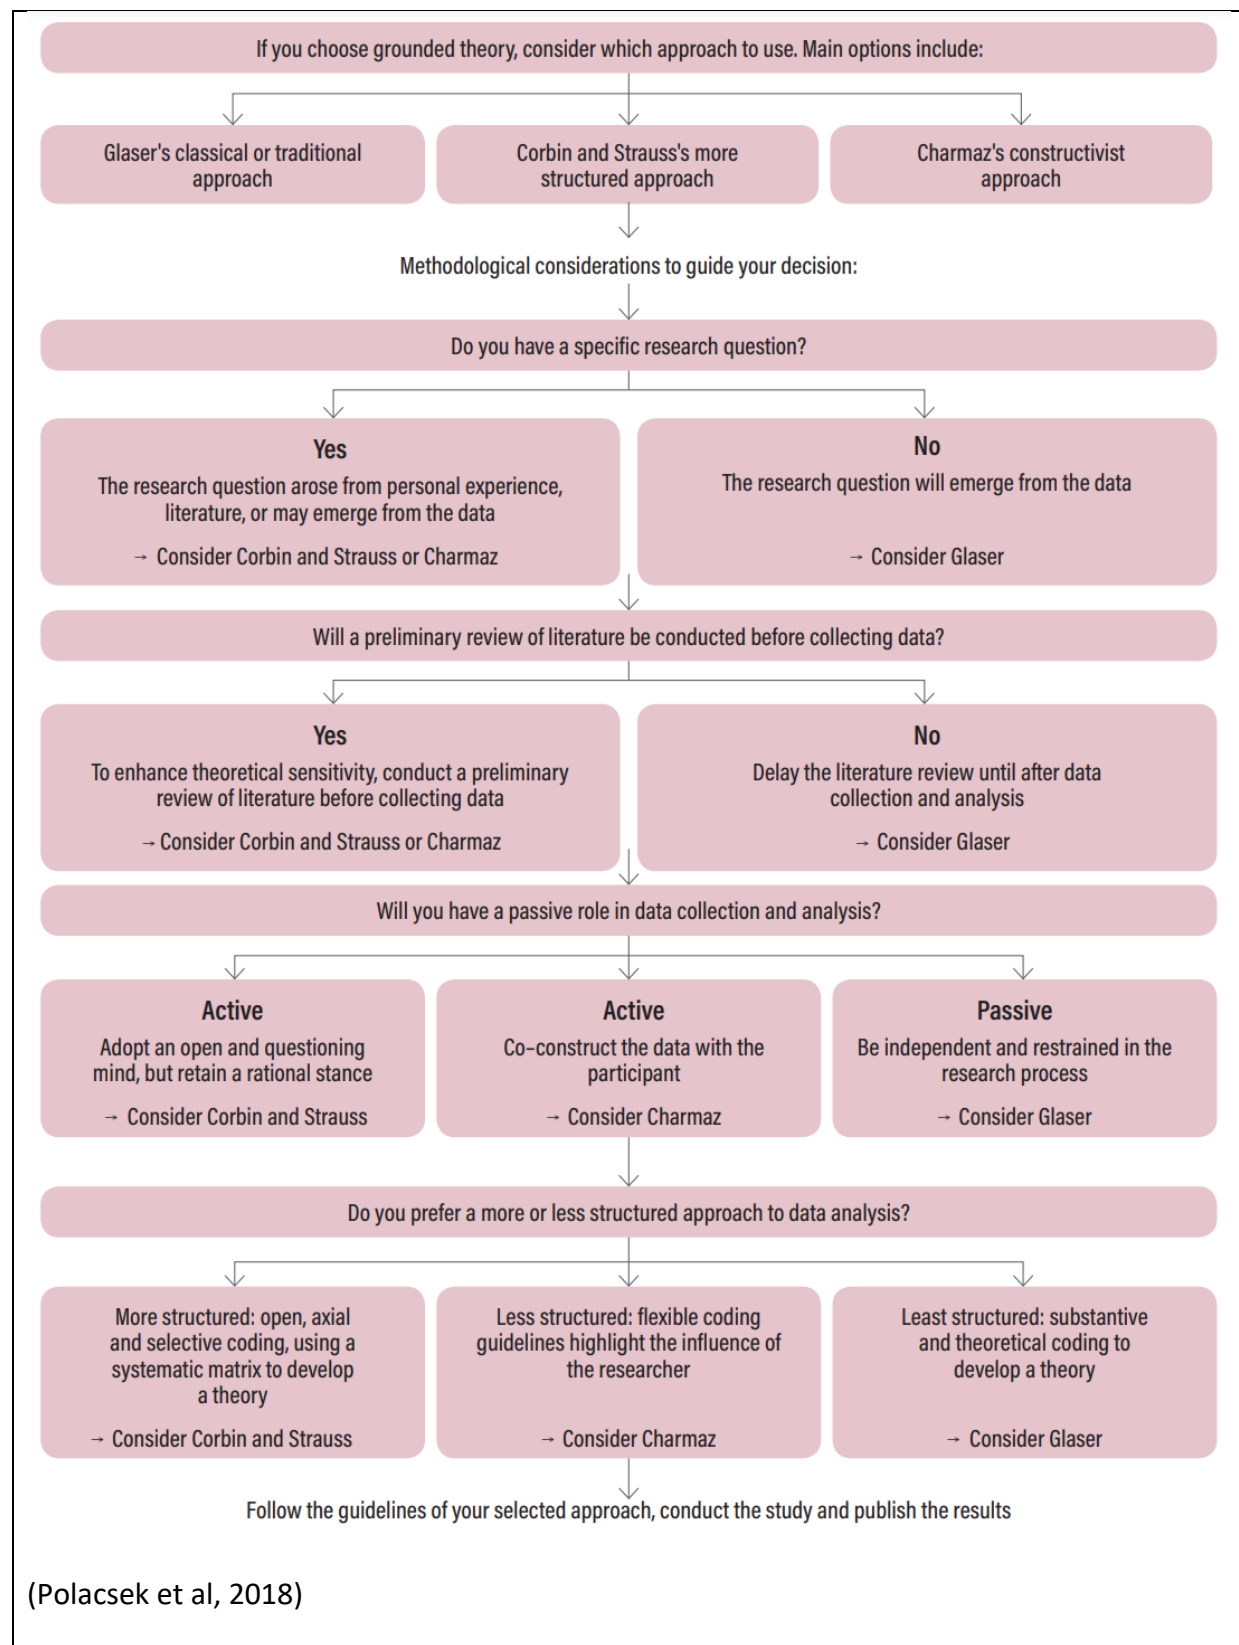 If you choose grounded theory, consider which approach to use. Main options include:
Glaser's classical or traditional
approach
Corbin and Strauss's more
structured approach
Charmaz's constructivist
approach
Methodological considerations to guide your decision:
Do you have a specific research question?
Yes
The research question arose from personal experience,
literature, or may emerge from the data
→ Consider Corbin and Strauss or Charmaz
No
The research question will emerge from the data
→ Consider Glaser
Will a preliminary review of literature be conducted before collecting data?
Yes
To enhance theoretical sensitivity, conduct a preliminary
review of literature before collecting data
→ Consider Corbin and Strauss or Charmaz
No
Delay the literature review until after data
collection and analysis
→ Consider Glaser
Will you have a passive role in data collection and analysis?
Active
Adopt an open and questioning
mind, but retain a rational stance
→ Consider Corbin and Strauss
Active
Co-construct the data with the
participant
→ Consider Charmaz
Passive
Be independent and restrained in the
research process
→ Consider Glaser
Do you prefer a more or less structured approach to data analysis?
More structured: open, axial
and selective coding, using a
systematic matrix to develop
a theory
→ Consider Corbin and Strauss
Less structured: flexible coding
guidelines highlight the influence of
the researcher
→ Consider Charmaz
Least structured: substantive
and theoretical coding to
develop a theory
→ Consider Glaser
Follow the guidelines of your selected approach, conduct the study and publish the results
(Polacsek et al, 2018)